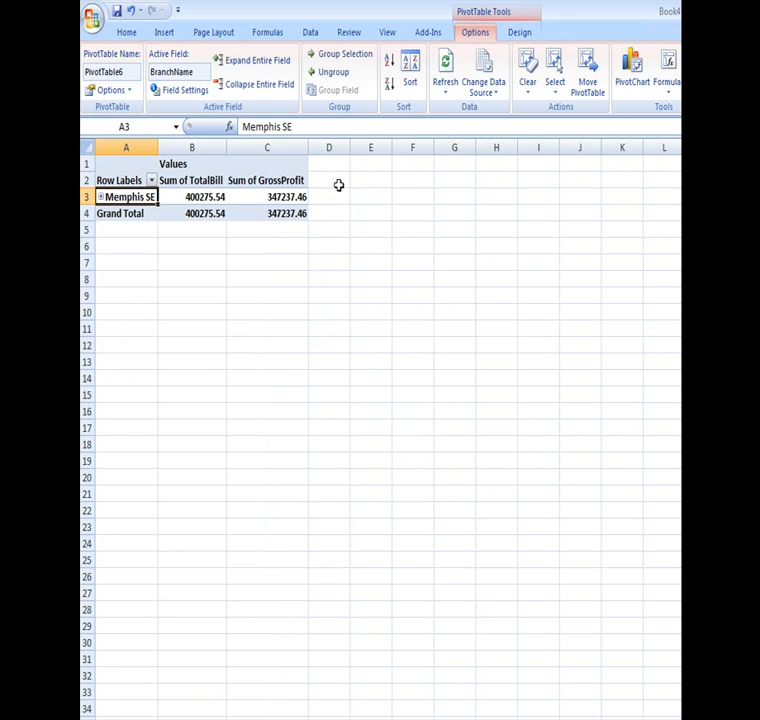 PivotTable Tools
Book4
Home Insert Page Layout Formulas Data Review View Add-Ins Options Design
PivotTable Name: Active Field: Expand Entire Field Group Selection
PivotTable6 BranchName Ungroup Sort Refresh Change Data Source Clear Select Move PivotTable PivotChart Formula
Options Field Settings Collapse Entire Field Group Field
PivotTable Active Field Group Sort Data Actions Tools
A3 fx Memphis SE
A B C D E F G H I J K L
1 Values
2 Row Labels Sum of TotalBill Sum of GrossProfit
3 Memphis SE 400275.54 347237.46
4 Grand Total 400275.54 347237.46
5
6
7
8
9
10
11
12
13
14
15
16
17
18
19
20
21
22
23
24
25
26
27
28
29
30
31
32
33
34